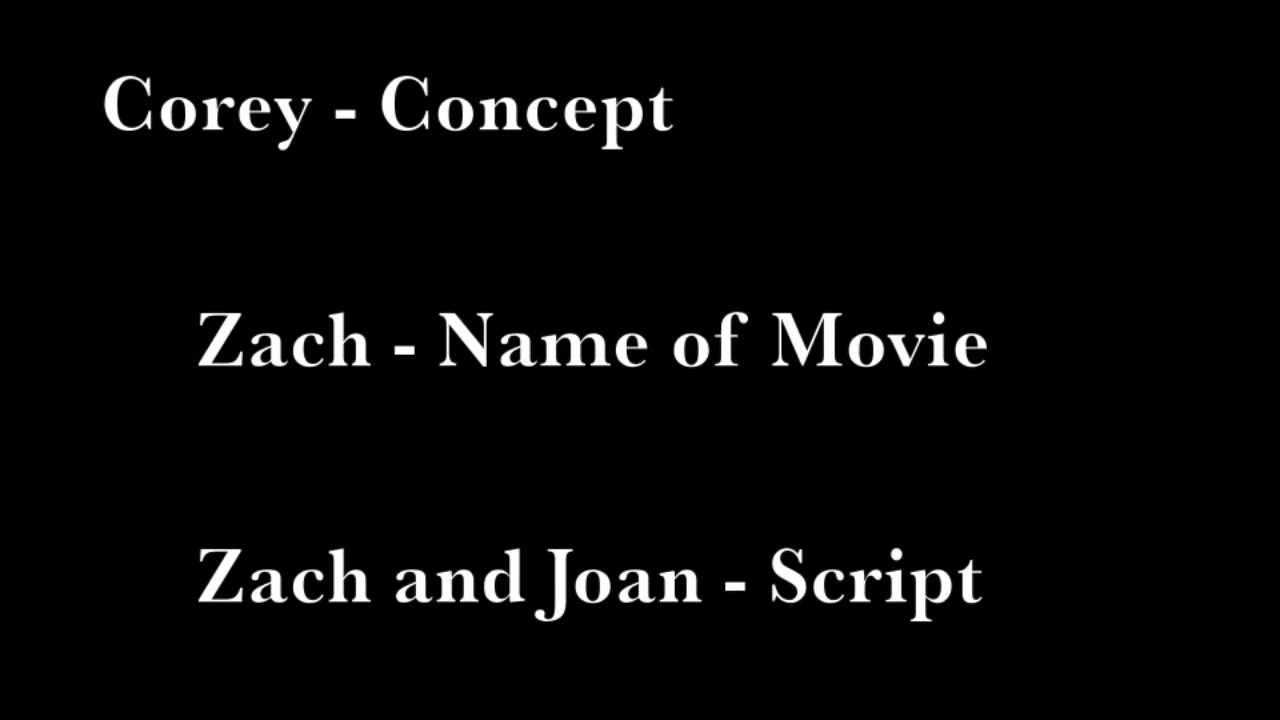 Corey - Concept
Zach - Name of Movie
Zach and Joan - Script